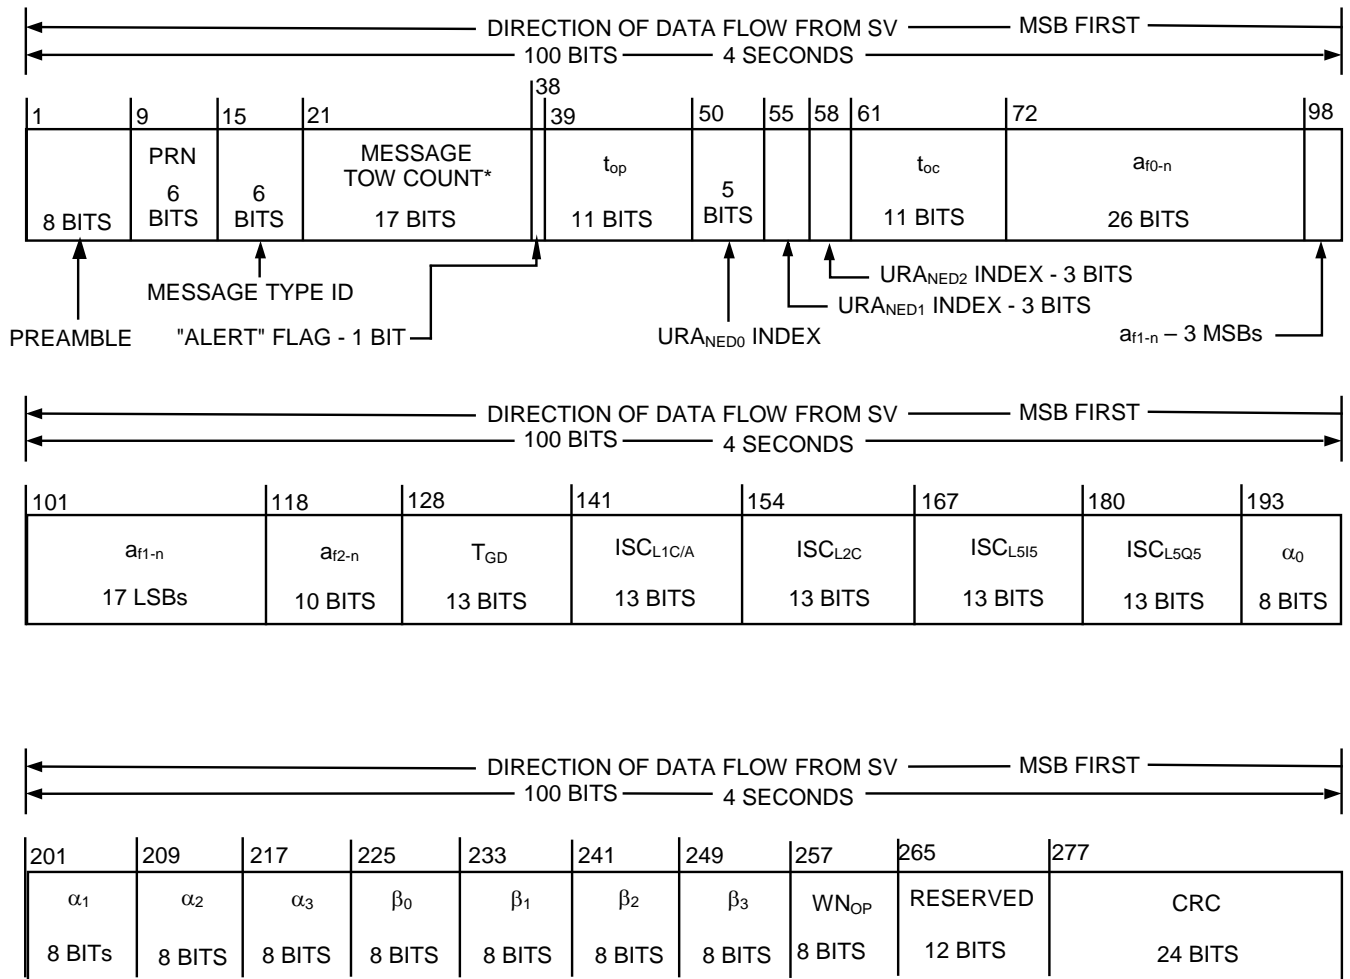 DIRECTION OF DATA FLOW FROM SV MSB FIRST
100 BITS 4 SECONDS
38
1 9 15 21 39 50 55 58 61 72 98
PRN MESSAGE TOW COUNT* top toc af0-n
8 BITS 6 BITS 6 BITS 17 BITS 11 BITS 5 BITS 11 BITS 26 BITS
URANED2 INDEX - 3 BITS
MESSAGE TYPE ID URANED1 INDEX - 3 BITS
PREAMBLE "ALERT" FLAG - 1 BIT URANED0 INDEX af1-n – 3 MSBs
DIRECTION OF DATA FLOW FROM SV MSB FIRST
100 BITS 4 SECONDS
101 118 128 141 154 167 180 193
af1-n af2-n TGD ISCL1C/A ISCL2C ISCL5I5 ISCL5Q5 α0
17 LSBs 10 BITS 13 BITS 13 BITS 13 BITS 13 BITS 13 BITS 8 BITS
DIRECTION OF DATA FLOW FROM SV MSB FIRST
100 BITS 4 SECONDS
201 209 217 225 233 241 249 257 265 277
α1 α2 α3 β0 β1 β2 β3 WNOP RESERVED CRC
8 BITs 8 BITS 8 BITS 8 BITS 8 BITS 8 BITS 8 BITS 8 BITS 12 BITS 24 BITS